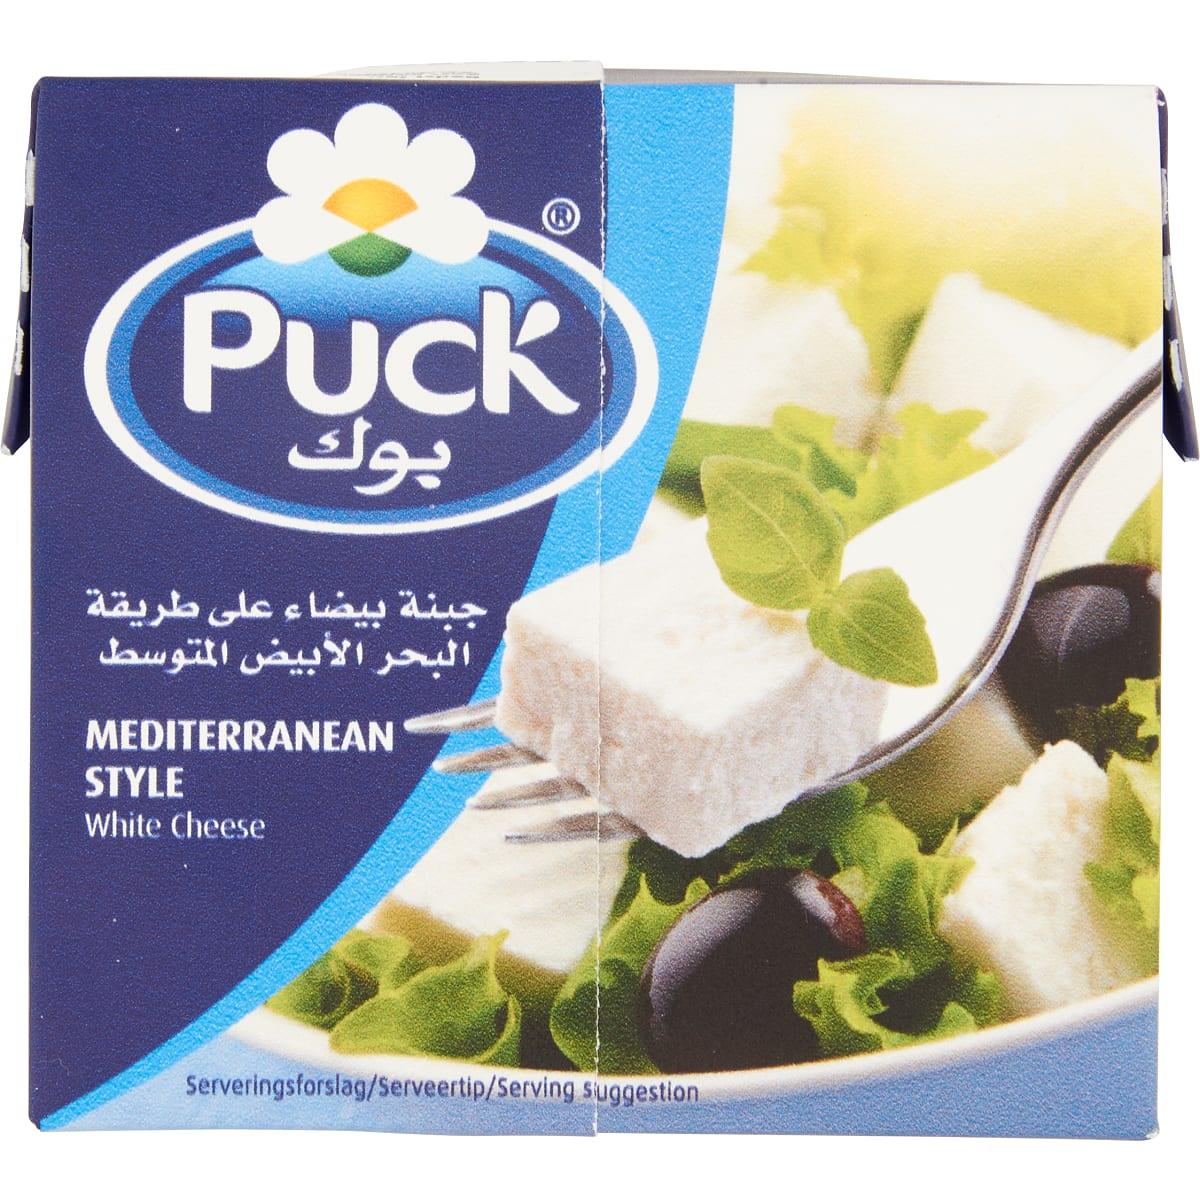 ®
Puck
بوك
جبنة بيضاء على طريقة
البحر الأبيض المتوسط
MEDITERRANEAN
STYLE
White Cheese
Serveringsforslag/Serveertip/Serving suggestion